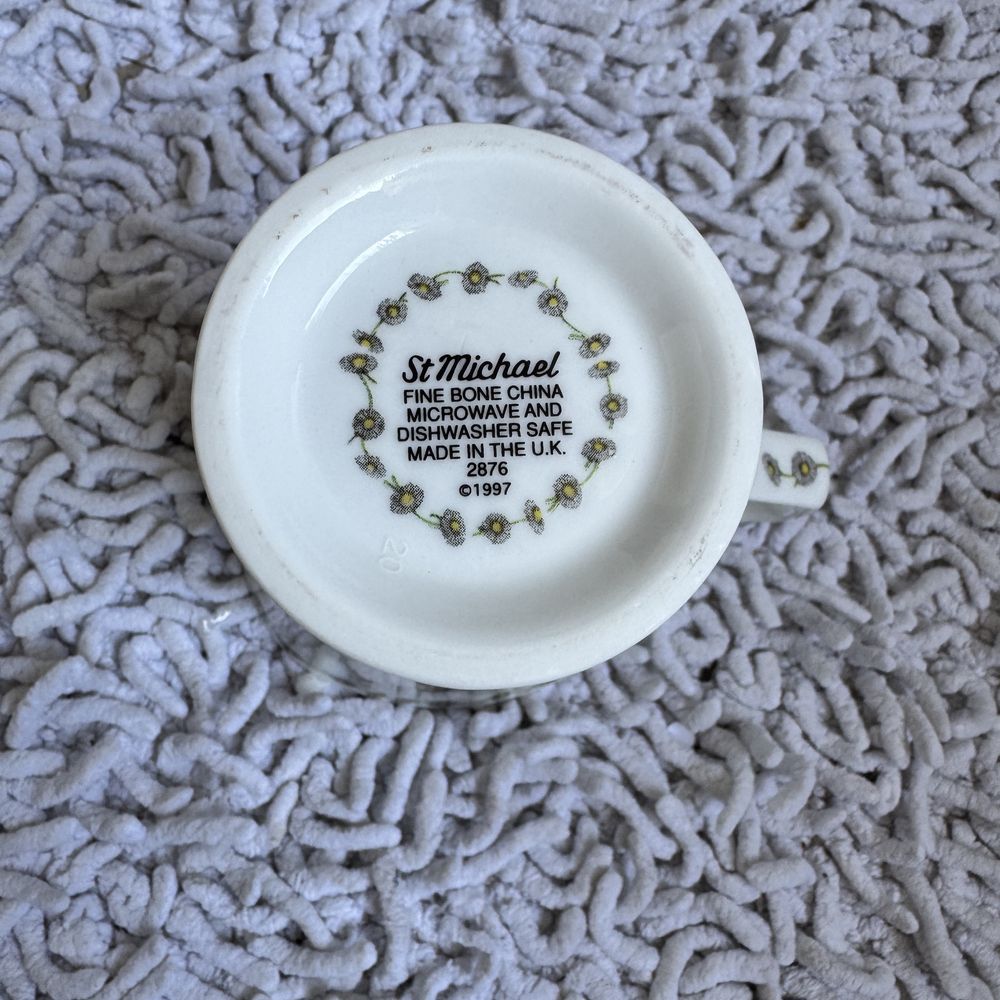 St Michael
FINE BONE CHINA
MICROWAVE AND
DISHWASHER SAFE
MADE IN THE U.K.
2876
©1997
20